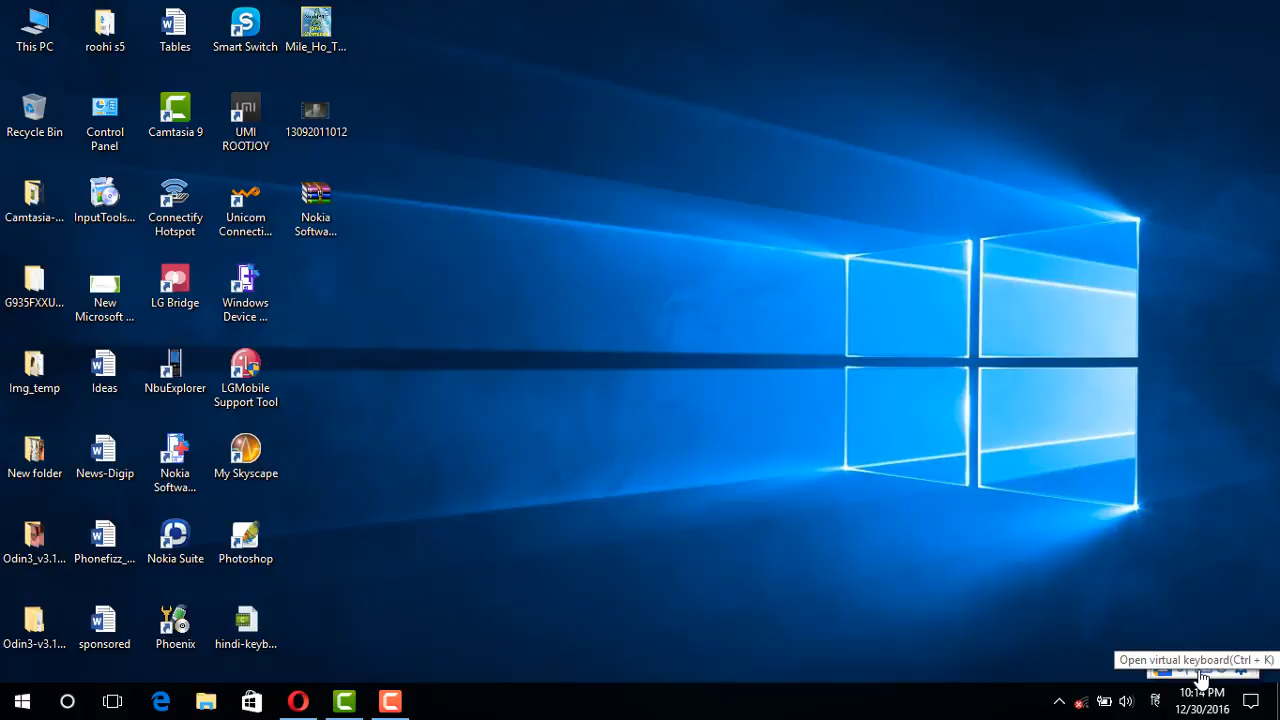 This PC
roohi s5
Tables
Smart Switch
Mile_Ho_T...
Recycle Bin
Control
Panel
Camtasia 9
UMI
UMI
ROOTJOY
13092011012
Camtasia-...
InputTools...
Connectify
Hotspot
Unicom
Connecti...
Nokia
Softwa...
G935FXXU...
New
Microsoft ...
LG Bridge
Windows
Device ...
Img_temp
Ideas
NbuExplorer
LGMobile
Support Tool
New folder
News-Digip
Nokia
Softwa...
My Skyscape
Odin3_v3.1...
Phonefizz_...
Nokia Suite
Photoshop
Odin3-v3.1...
sponsored
Phoenix
hindi-keyb...
Open virtual keyboard(Ctrl + K)
10:14 PM
12/30/2016